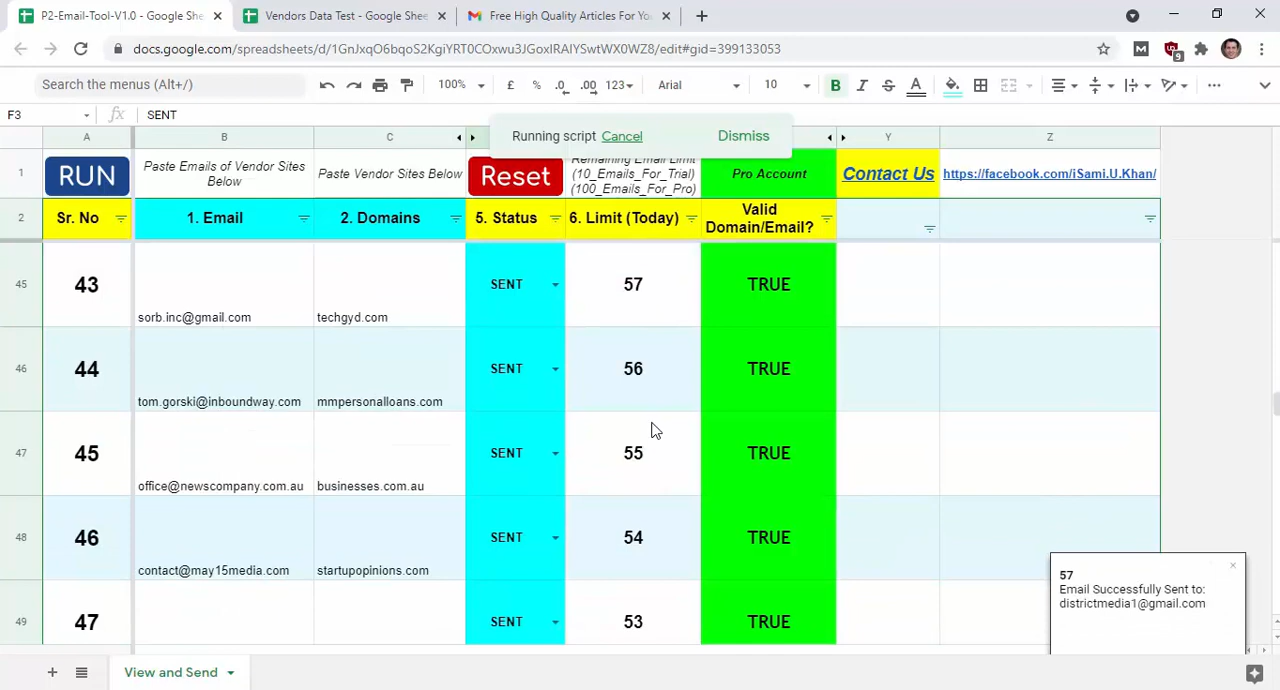 P2-Email-Tool-V1.0 - Google Shee
Vendors Data Test - Google Shee
Free High Quality Articles For You
docs.google.com/spreadsheets/d/1GnJxqO6bqoS2KgiYRT0COxwu3JGoxIRAIYSwtWX0WZ8/edit#gid=399133053
9
Search the menus (Alt+/)
100%
£
%
.0
.00
123
Arial
10
B
I
S
A
F3
fx
SENT
Running script Cancel
Dismiss
A
B
C
Y
Z
1
RUN
Paste Emails of Vendor Sites
Below
Paste Vendor Sites Below
Reset
Remaining Email Limit
(10_Emails_For_Trial)
(100_Emails_For_Pro)
Pro Account
Contact Us
https://facebook.com/iSami.U.Khan/
2
Sr. No
1. Email
2. Domains
5. Status
6. Limit (Today)
Valid
Domain/Email?
45
43
sorb.inc@gmail.com
techgyd.com
SENT
57
TRUE
46
44
tom.gorski@inboundway.com
mmpersonalloans.com
SENT
56
TRUE
47
45
office@newscompany.com.au
businesses.com.au
SENT
55
TRUE
48
46
contact@may15media.com
startupopinions.com
SENT
54
TRUE
49
47
SENT
53
TRUE
57
Email Successfully Sent to:
districtmedia1@gmail.com
View and Send